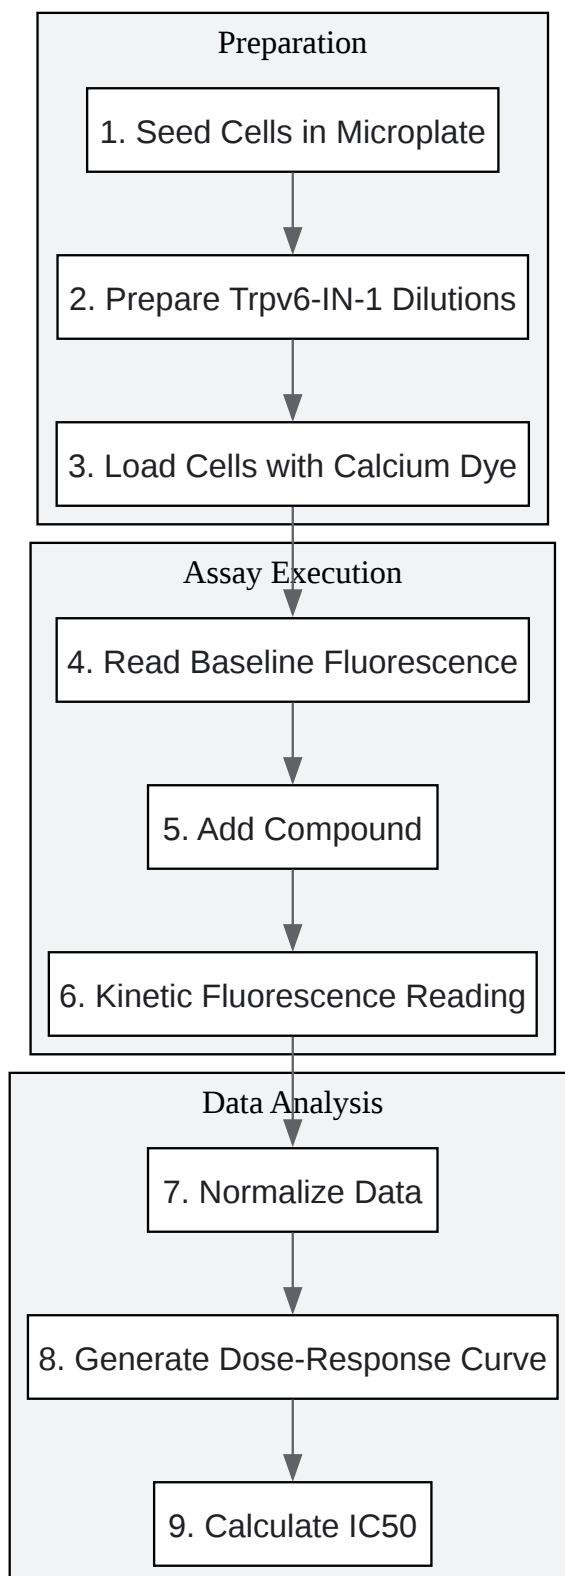 Preparation
1. Seed Cells in Microplate
2. Prepare Trpv6-IN-1 Dilutions
3. Load Cells with Calcium Dye
Assay Execution
4. Read Baseline Fluorescence
5. Add Compound
6. Kinetic Fluorescence Reading
Data Analysis
7. Normalize Data
8. Generate Dose-Response Curve
9. Calculate IC50